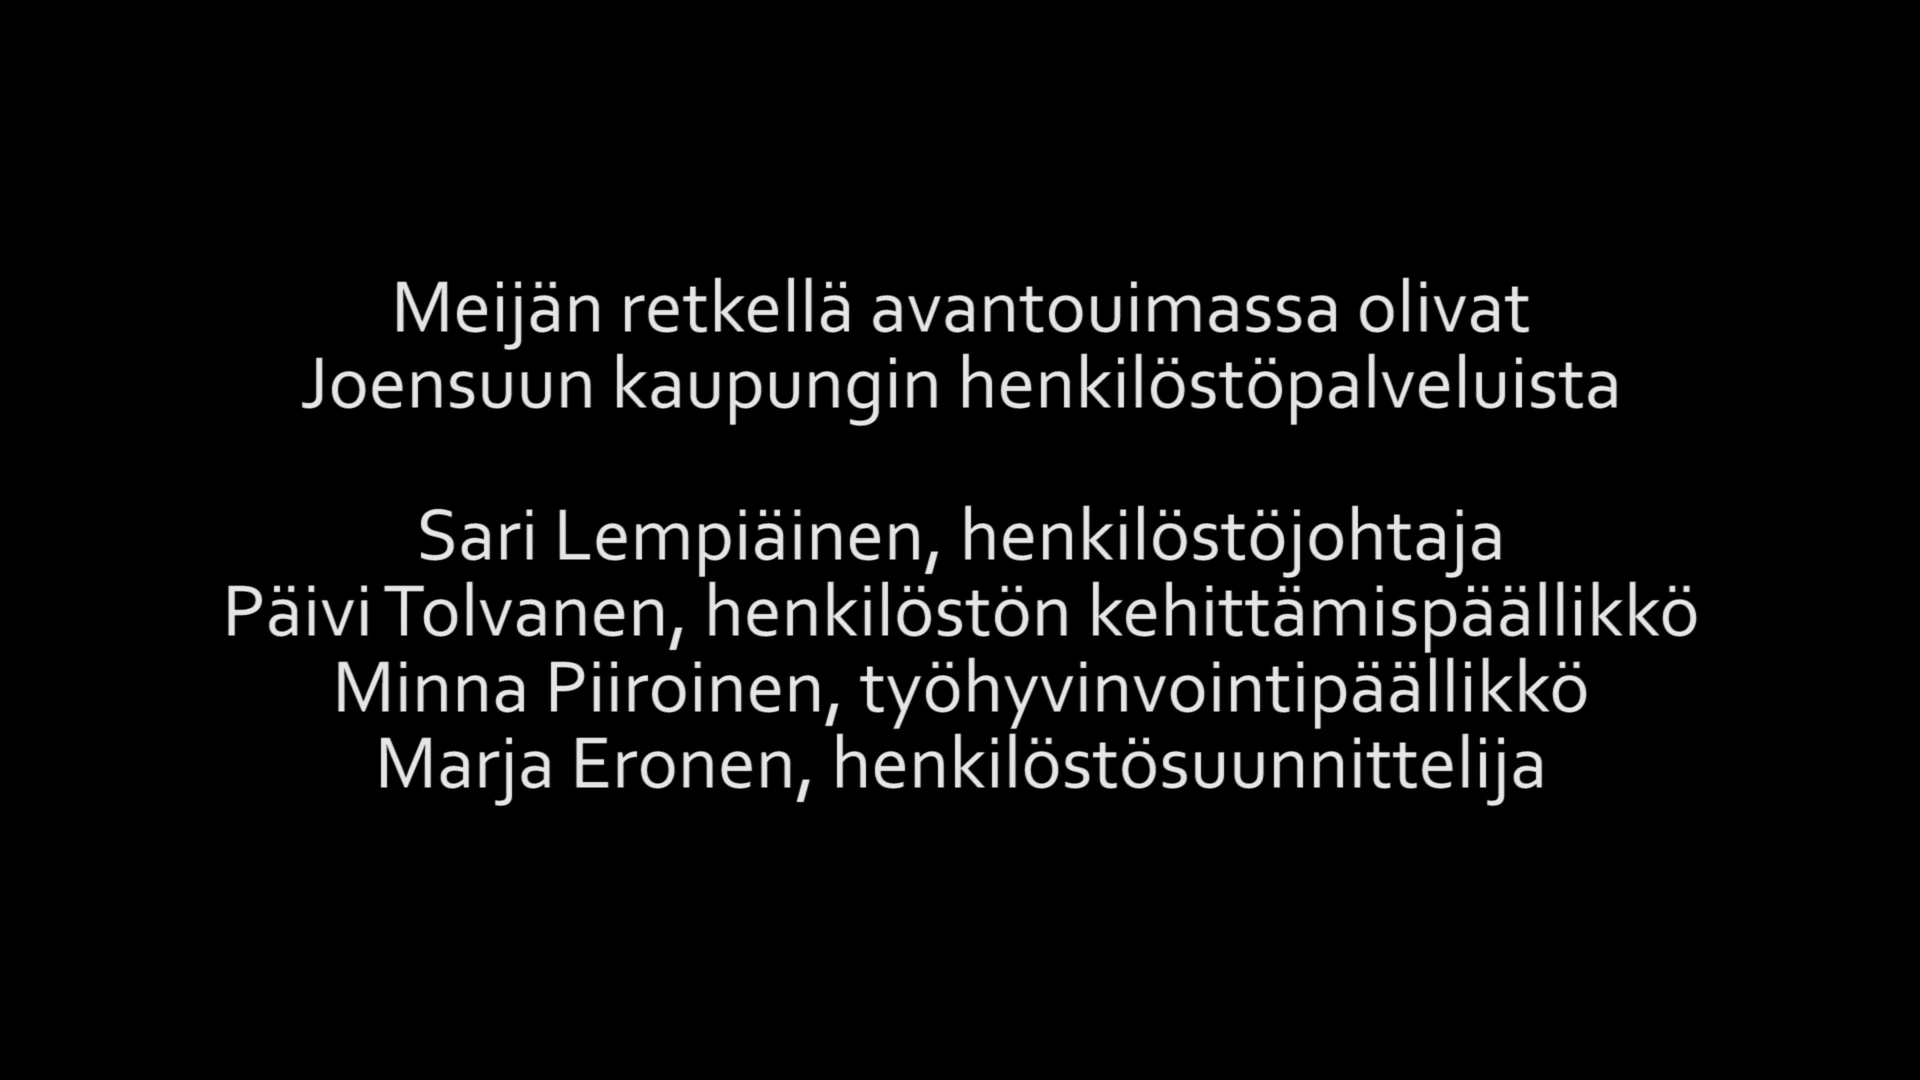 Meijän retkellä avantouimassa olivat
Joensuun kaupungin henkilöstöpalveluista
Sari Lempiäinen, henkilöstöjohtaja
Päivi Tolvanen, henkilöstön kehittämispäällikkö
Minna Piiroinen, työhyvinvointipäällikkö
Marja Eronen, henkilöstösuunnittelija